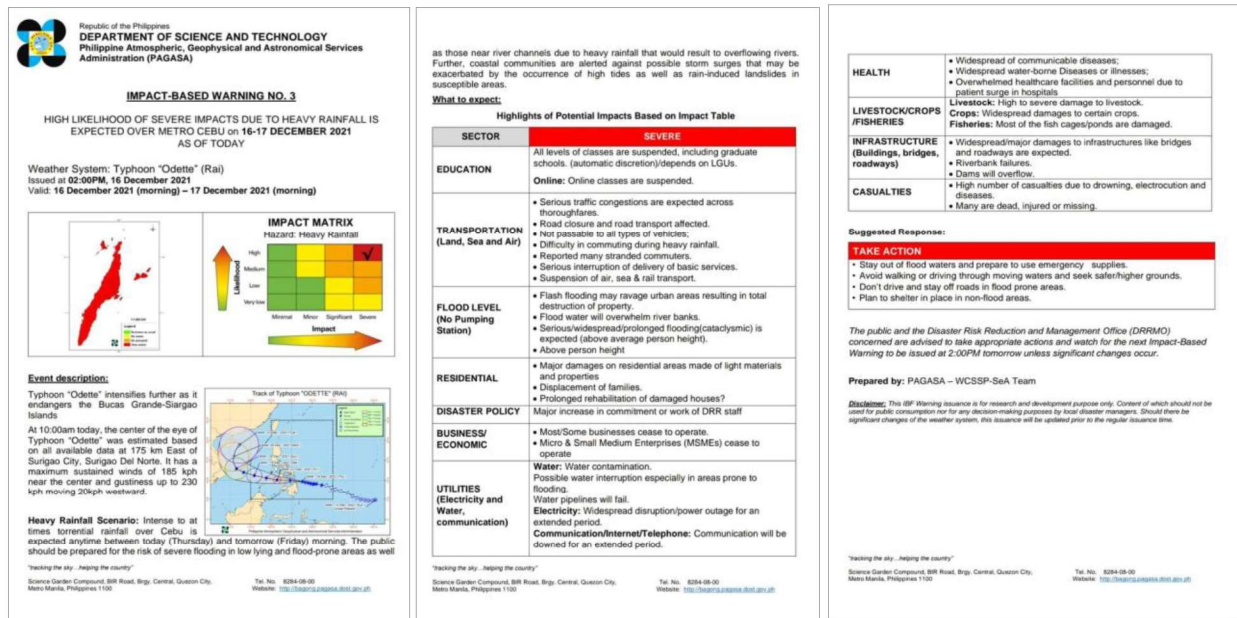 Republic of the Philippines
DEPARTMENT OF SCIENCE AND TECHNOLOGY
Philippine Atmospheric, Geophysical and Astronomical Services
Administration (PAGASA)
IMPACT-BASED WARNING NO. 3
HIGH LIKELIHOOD OF SEVERE IMPACTS DUE TO HEAVY RAINFALL IS
EXPECTED OVER METRO CEBU on 16-17 DECEMBER 2021
AS OF TODAY
Weather System: Typhoon "Odette" (Rai)
Issued at 02:00PM, 16 December 2021
Valid: 16 December 2021 (morning) – 17 December 2021 (morning)
IMPACT MATRIX
Hazard: Heavy Rainfall
Likelihood
High
Medium
Low
Very low
Minimal Minor Significant Severe
Impact
Event description:
Typhoon "Odette" intensifies further as it
endangers the Bucas Grande-Siargao
Islands
At 10:00am today, the center of the eye of
Typhoon "Odette" was estimated based
on all available data at 175 km East of
Surigao City, Surigao Del Norte. It has a
maximum sustained winds of 185 kph
near the center and gustiness up to 230
kph moving 20kph westward.
Track of Typhoon "ODETTE" (RAI)
Heavy Rainfall Scenario: Intense to at
times torrential rainfall over Cebu is
expected anytime between today (Thursday) and tomorrow (Friday) morning. The public
should be prepared for the risk of severe flooding in low lying and flood-prone areas as well
"tracking the sky...helping the country"
Science Garden Compound, BIR Road, Brgy. Central, Quezon City,
Metro Manila, Philippines 1100
Tel. No. 8284-08-00
Website: http://bagong.pagasa.dost.gov.ph
as those near river channels due to heavy rainfall that would result to overflowing rivers.
Further, coastal communities are alerted against possible storm surges that may be
exacerbated by the occurrence of high tides as well as rain-induced landslides in
susceptible areas.
What to expect:
Highlights of Potential Impacts Based on Impact Table
SECTOR SEVERE
EDUCATION
All levels of classes are suspended, including graduate
schools. (automatic discretion)/depends on LGUs.
Online: Online classes are suspended.
TRANSPORTATION
(Land, Sea and Air)
• Serious traffic congestions are expected across
thoroughfares.
• Road closure and road transport affected.
• Not passable to all types of vehicles;
• Difficulty in commuting during heavy rainfall.
• Reported many stranded commuters.
• Serious interruption of delivery of basic services.
• Suspension of air, sea & rail transport.
FLOOD LEVEL
(No Pumping
Station)
• Flash flooding may ravage urban areas resulting in total
destruction of property.
• Flood water will overwhelm river banks.
• Serious/widespread/prolonged flooding(cataclysmic) is
expected (above average person height).
• Above person height
RESIDENTIAL
• Major damages on residential areas made of light materials
and properties
• Displacement of families.
• Prolonged rehabilitation of damaged houses?
DISASTER POLICY
Major increase in commitment or work of DRR staff
BUSINESS/
ECONOMIC
• Most/Some businesses cease to operate.
• Micro & Small Medium Enterprises (MSMEs) cease to
operate
UTILITIES
(Electricity and
Water,
communication)
Water: Water contamination.
Possible water interruption especially in areas prone to
flooding.
Water pipelines will fail.
Electricity: Widespread disruption/power outage for an
extended period.
Communication/Internet/Telephone: Communication will be
downed for an extended period.
"tracking the sky...helping the country"
Science Garden Compound, BIR Road, Brgy. Central, Quezon City,
Metro Manila, Philippines 1100
Tel. No. 8284-08-00
Website: http://bagong.pagasa.dost.gov.ph
HEALTH
• Widespread of communicable diseases;
• Widespread water-borne Diseases or illnesses;
• Overwhelmed healthcare facilities and personnel due to
patient surge in hospitals
LIVESTOCK/CROPS
/FISHERIES
Livestock: High to severe damage to livestock.
Crops: Widespread damages to certain crops.
Fisheries: Most of the fish cages/ponds are damaged.
INFRASTRUCTURE
(Buildings, bridges,
roadways)
• Widespread/major damages to infrastructures like bridges
and roadways are expected.
• Riverbank failures.
• Dams will overflow.
CASUALTIES
• High number of casualties due to drowning, electrocution and
diseases.
• Many are dead, injured or missing.
Suggested Response:
TAKE ACTION
• Stay out of flood waters and prepare to use emergency supplies.
• Avoid walking or driving through moving waters and seek safer/higher grounds.
• Don't drive and stay off roads in flood prone areas.
• Plan to shelter in place in non-flood areas.
The public and the Disaster Risk Reduction and Management Office (DRRMO)
concerned are advised to take appropriate actions and watch for the next Impact-Based
Warning to be issued at 2:00PM tomorrow unless significant changes occur.
Prepared by: PAGASA – WCSSP-SeA Team
Disclaimer: This IBF Warning issuance is for research and development purpose only. Content of which should not be
used for public consumption nor for any decision-making purposes by local disaster managers. Should there be
significant changes of the weather system, this issuance will be updated prior to the regular issuance time.
"tracking the sky...helping the country"
Science Garden Compound, BIR Road, Brgy. Central, Quezon City,
Metro Manila, Philippines 1100
Tel. No. 8284-08-00
Website: http://bagong.pagasa.dost.gov.ph